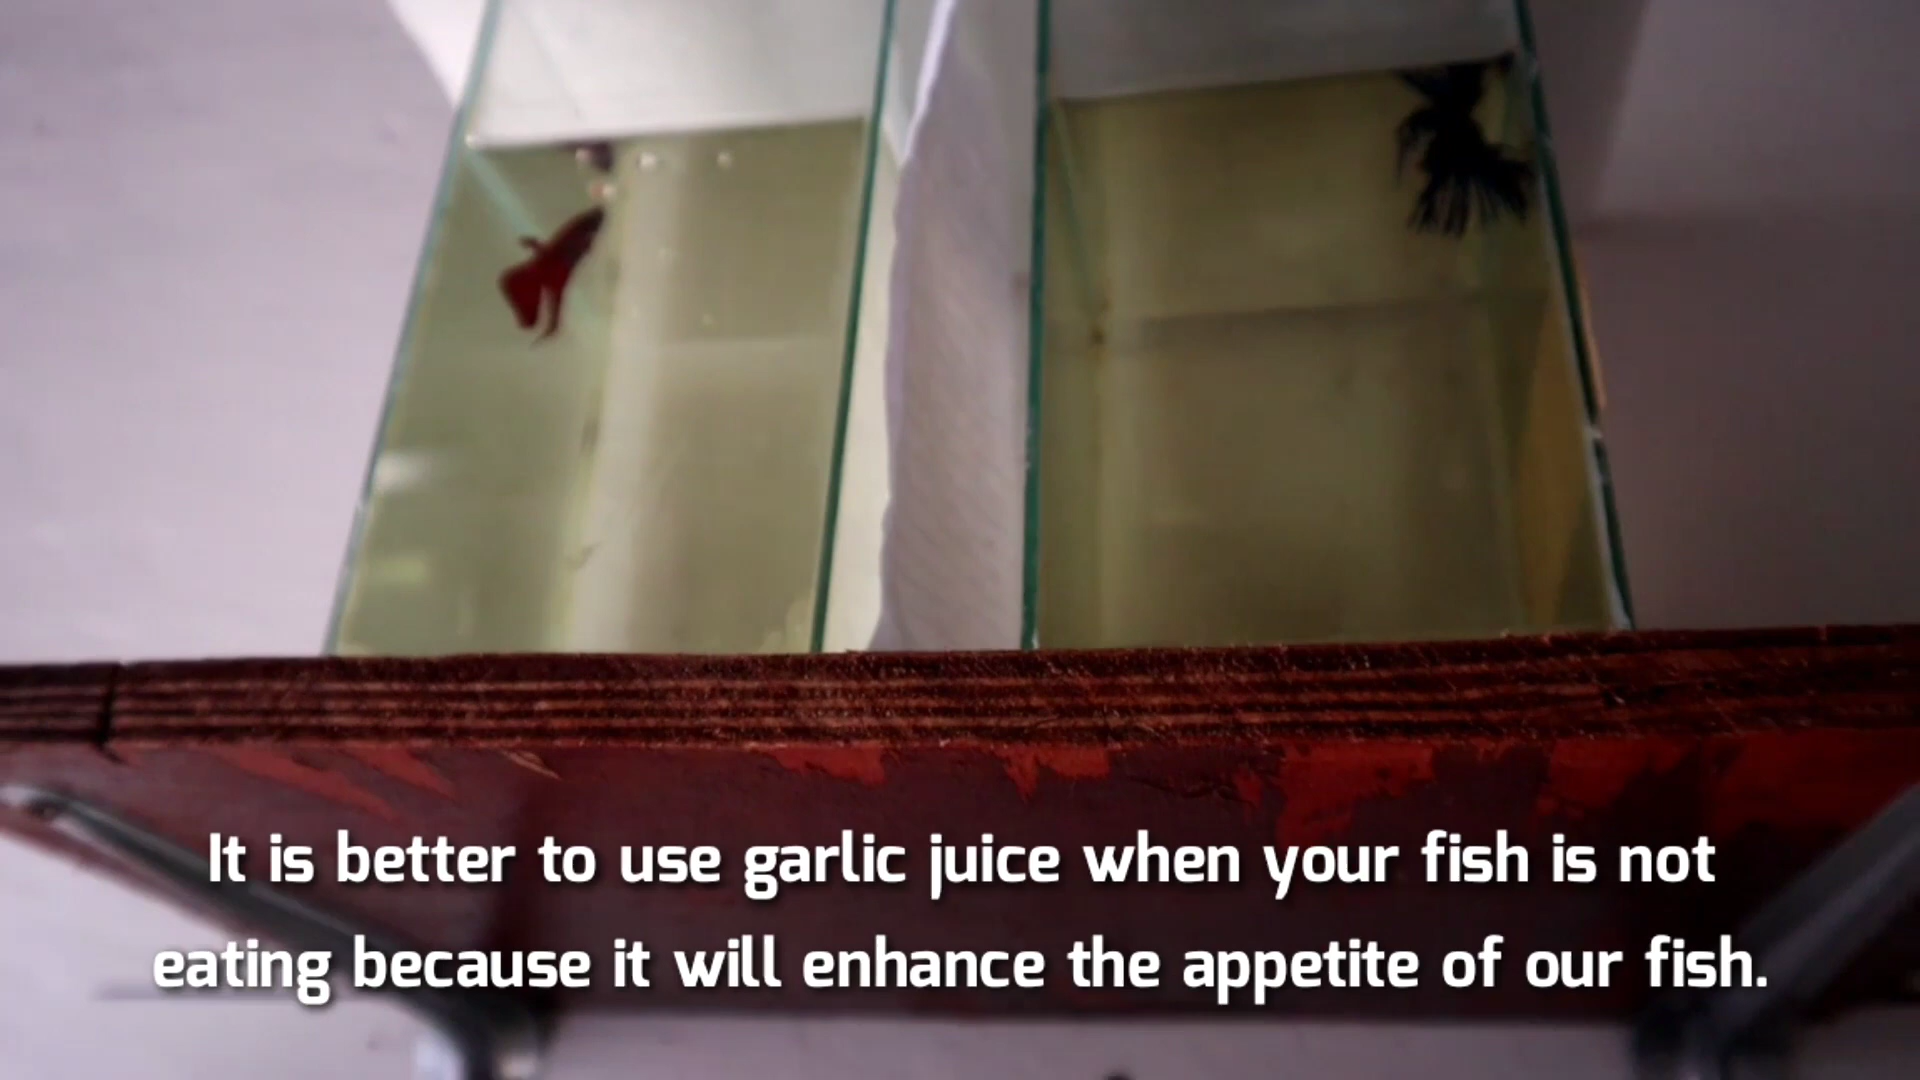 It is better to use garlic juice when your fish is not
eating because it will enhance the appetite of our fish.